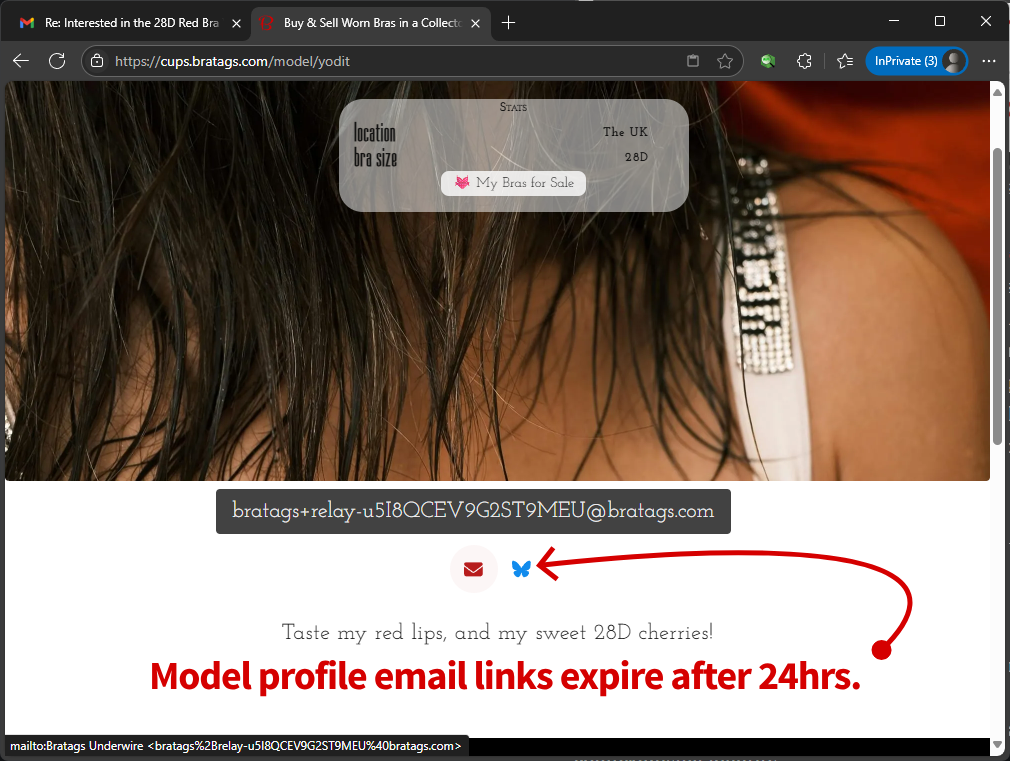 Re: Interested in the 28D Red Bra
Buy & Sell Worn Bras in a Collecto
https://cups.bratags.com/model/yodit
InPrivate (3)
Stats
location The UK
bra size 28D
My Bras for Sale
bratags+relay-u5I8QCEV9G2ST9MEU@bratags.com
Taste my red lips, and my sweet 28D cherries!
Model profile email links expire after 24hrs.
mailto:Bratags Underwire <bratags%2Brelay-u5I8QCEV9G2ST9MEU%40bratags.com>